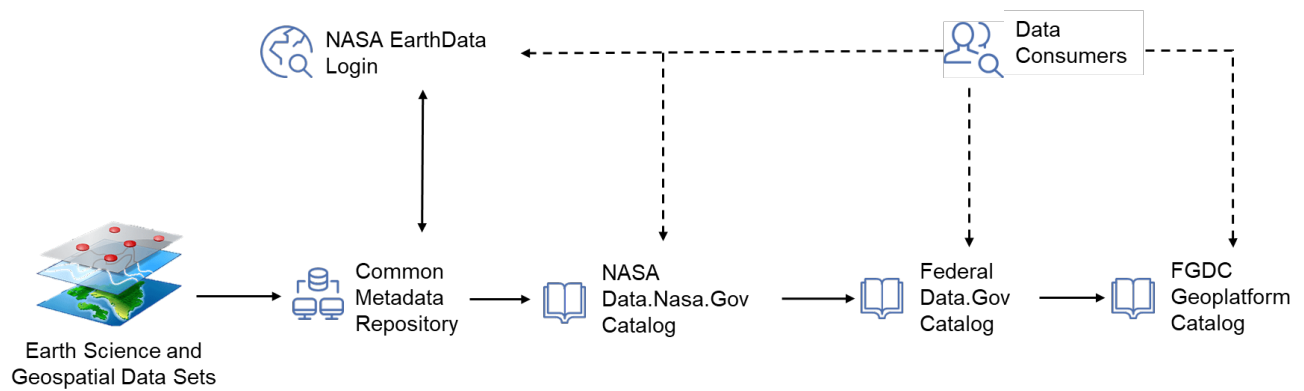 NASA EarthData
Login
Data
Consumers
Common
Metadata
Repository
NASA
Data.Nasa.Gov
Catalog
Federal
Data.Gov
Catalog
FGDC
Geoplatform
Catalog
Earth Science and
Geospatial Data Sets